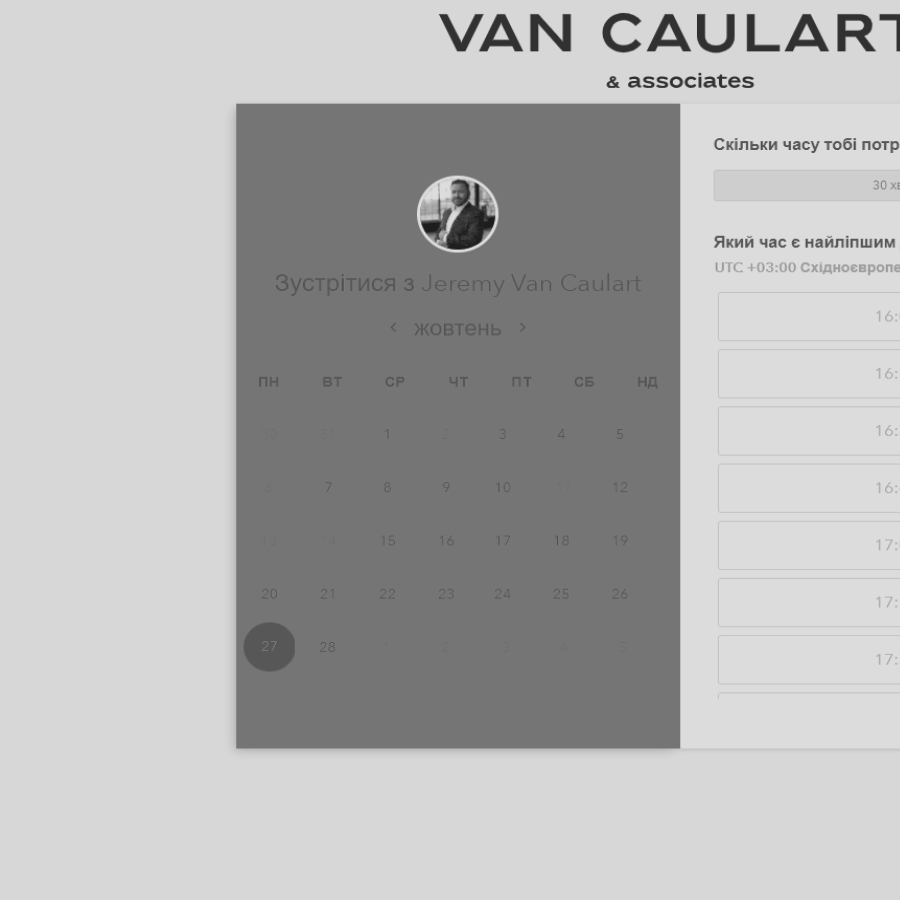 VAN CAULART
& associates
Зустрітися з Jeremy Van Caulart
жовтень
ПН ВТ СР ЧТ ПТ СБ НД
30 31 1 2 3 4 5
6 7 8 9 10 11 12
13 14 15 16 17 18 19
20 21 22 23 24 25 26
27 28 1 2 3 4 5
Скільки часу тобі
30
Який час є найліпшим
UTC +03:00
16:
16:
16:
16:
17:
17:
17: